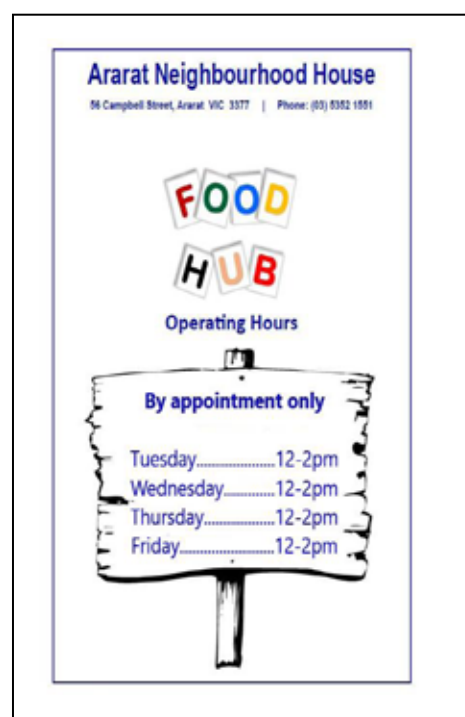 Ararat Neighbourhood House
56 Campbell Street, Ararat VIC 3377 | Phone: (03) 5352 1551
FOOD
HUB
Operating Hours
By appointment only
Tuesday......................12-2pm
Wednesday...............12-2pm
Thursday....................12-2pm
Friday...........................12-2pm